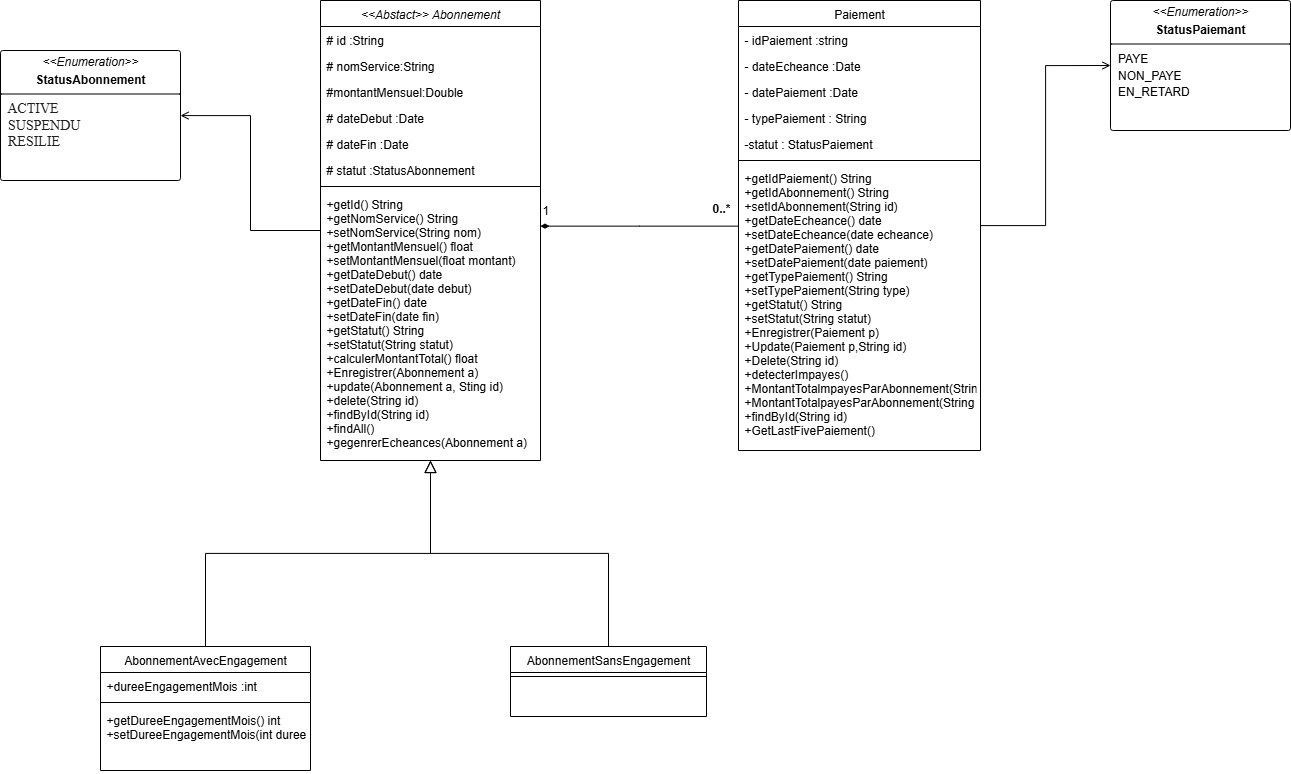 <<Enumeration>>
StatusAbonnement
ACTIVE
SUSPENDU
RESILIE
<<Abstact>> Abonnement
# id :String
# nomService:String
#montantMensuel:Double
# dateDebut :Date
# dateFin :Date
# statut :StatusAbonnement
+getId() String
+getNomService() String
+setNomService(String nom)
+getMontantMensuel() float
+setMontantMensuel(float montant)
+getDateDebut() date
+setDateDebut(date debut)
+getDateFin() date
+setDateFin(date fin)
+getStatut() String
+setStatut(String statut)
+calculerMontantTotal() float
+Enregistrer(Abonnement a)
+update(Abonnement a, Sting id)
+delete(String id)
+findById(String id)
+findAll()
+gegenrerEcheances(Abonnement a)
1
0..*
Paiement
- idPaiement :string
- dateEcheance :Date
- datePaiement :Date
- typePaiement : String
-statut : StatusPaiement
+getIdPaiement() String
+getIdAbonnement() String
+setIdAbonnement(String id)
+getDateEcheance() date
+setDateEcheance(date echeance)
+getDatePaiement() date
+setDatePaiement(date paiement)
+getTypePaiement() String
+setTypePaiement(String type)
+getStatut() String
+setStatut(String statut)
+Enregistrer(Paiement p)
+Update(Paiement p,String id)
+Delete(String id)
+detecterImpayes()
+MontantTotalmpayesParAbonnement(Strin
+MontantTotalpayesParAbonnement(String
+findById(String id)
+GetLastFivePaiement()
<<Enumeration>>
StatusPaiemant
PAYE
NON_PAYE
EN_RETARD
AbonnementAvecEngagement
+dureeEngagementMois :int
+getDureeEngagementMois() int
+setDureeEngagementMois(int duree
AbonnementSansEngagement